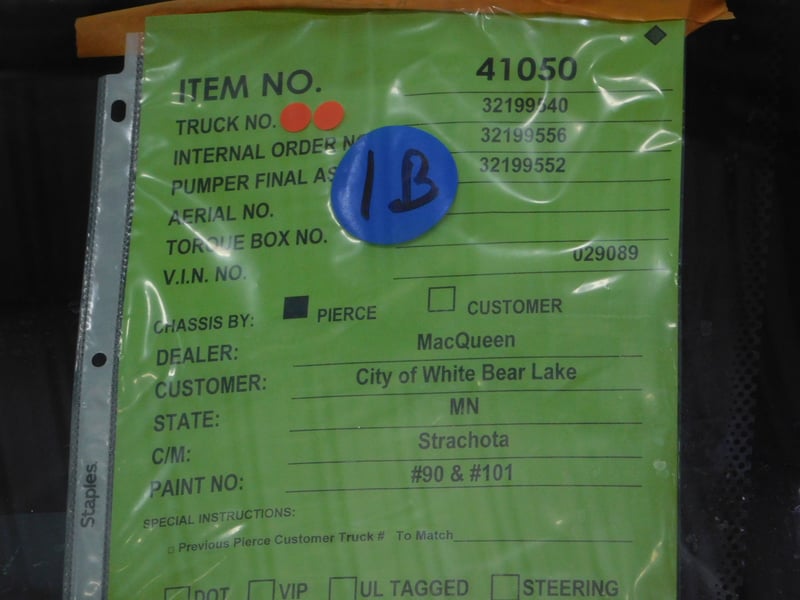 ITEM NO. 41050
TRUCK NO. 32199540
INTERNAL ORDER NO 32199556
PUMPER FINAL AS 32199552
1B
AERIAL NO.
TORQUE BOX NO.
V.I.N. NO. 029089
CHASSIS BY: PIERCE CUSTOMER
DEALER: MacQueen
CUSTOMER: City of White Bear Lake
STATE: MN
C/M: Strachota
PAINT NO: #90 & #101
SPECIAL INSTRUCTIONS:
Previous Pierce Customer Truck # To Match
DOT VIP UL TAGGED STEERING
Staples.